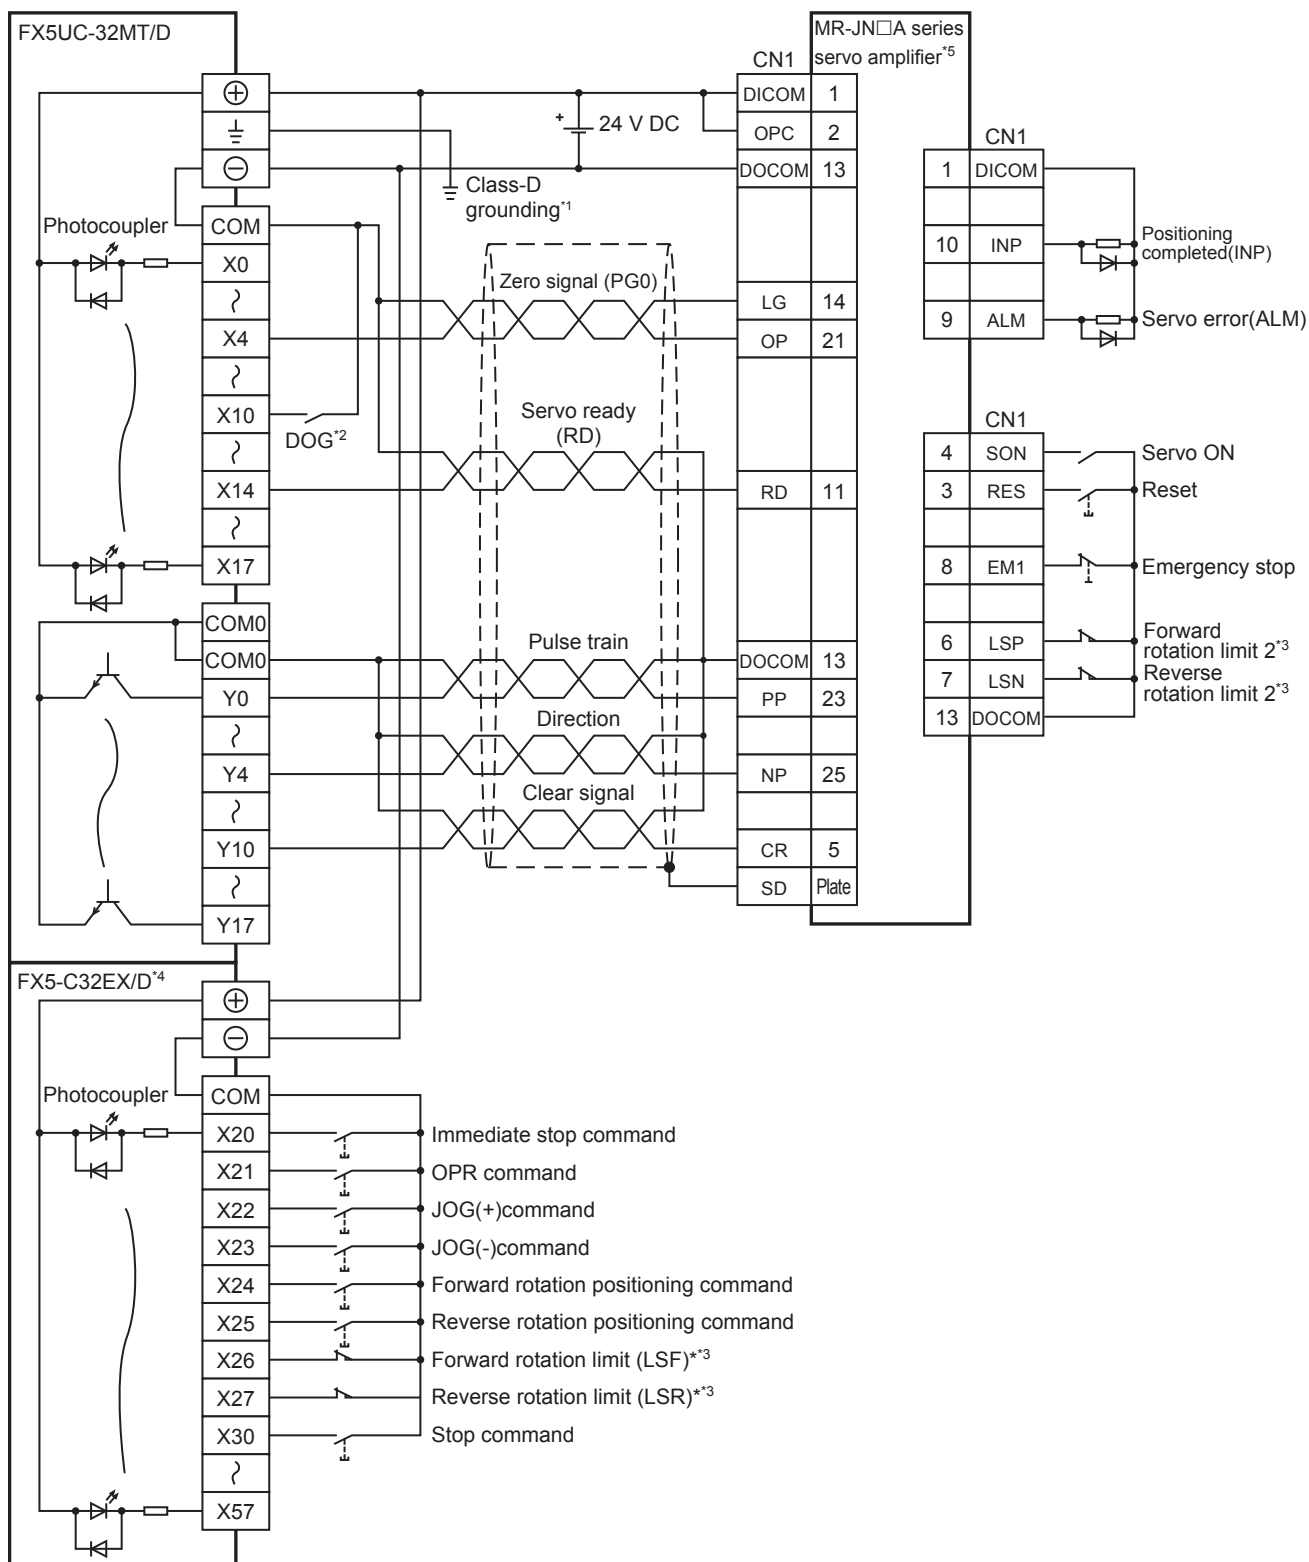 FX5UC-32MT/D
Photocoupler
COM
X0
X4
X10
X14
X17
COM0
COM0
Y0
Y4
Y10
Y17
DOG*2
24 V DC
Class-D
grounding*1
Zero signal (PG0)
Servo ready
(RD)
Pulse train
Direction
Clear signal
MR-JN□A series
servo amplifier*5
CN1
DICOM 1
OPC 2
DOCOM 13
LG 14
OP 21
RD 11
DOCOM 13
PP 23
NP 25
CR 5
SD Plate
CN1
1 DICOM
10 INP
Positioning
completed(INP)
9 ALM
Servo error(ALM)
CN1
4 SON Servo ON
3 RES Reset
8 EM1 Emergency stop
6 LSP
Forward
rotation limit 2*3
7 LSN
Reverse
rotation limit 2*3
13 DOCOM
FX5-C32EX/D*4
Photocoupler
COM
X20 Immediate stop command
X21 OPR command
X22 JOG(+)command
X23 JOG(-)command
X24 Forward rotation positioning command
X25 Reverse rotation positioning command
X26 Forward rotation limit (LSF)**3
X27 Reverse rotation limit (LSR)**3
X30 Stop command
X57